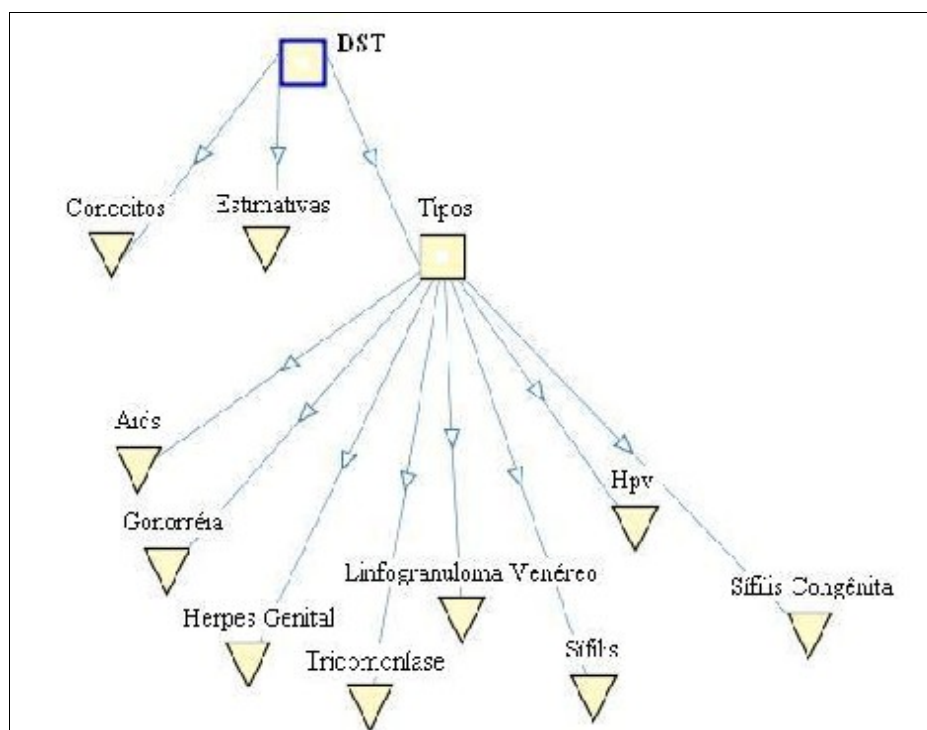 DST
Conceitos
Estimativas
Tipos
Aids
Gonorréia
Hpv
Linfogranuloma Venéreo
Sífilis Congênita
Herpes Genital
Tricomoníase
Sífilis